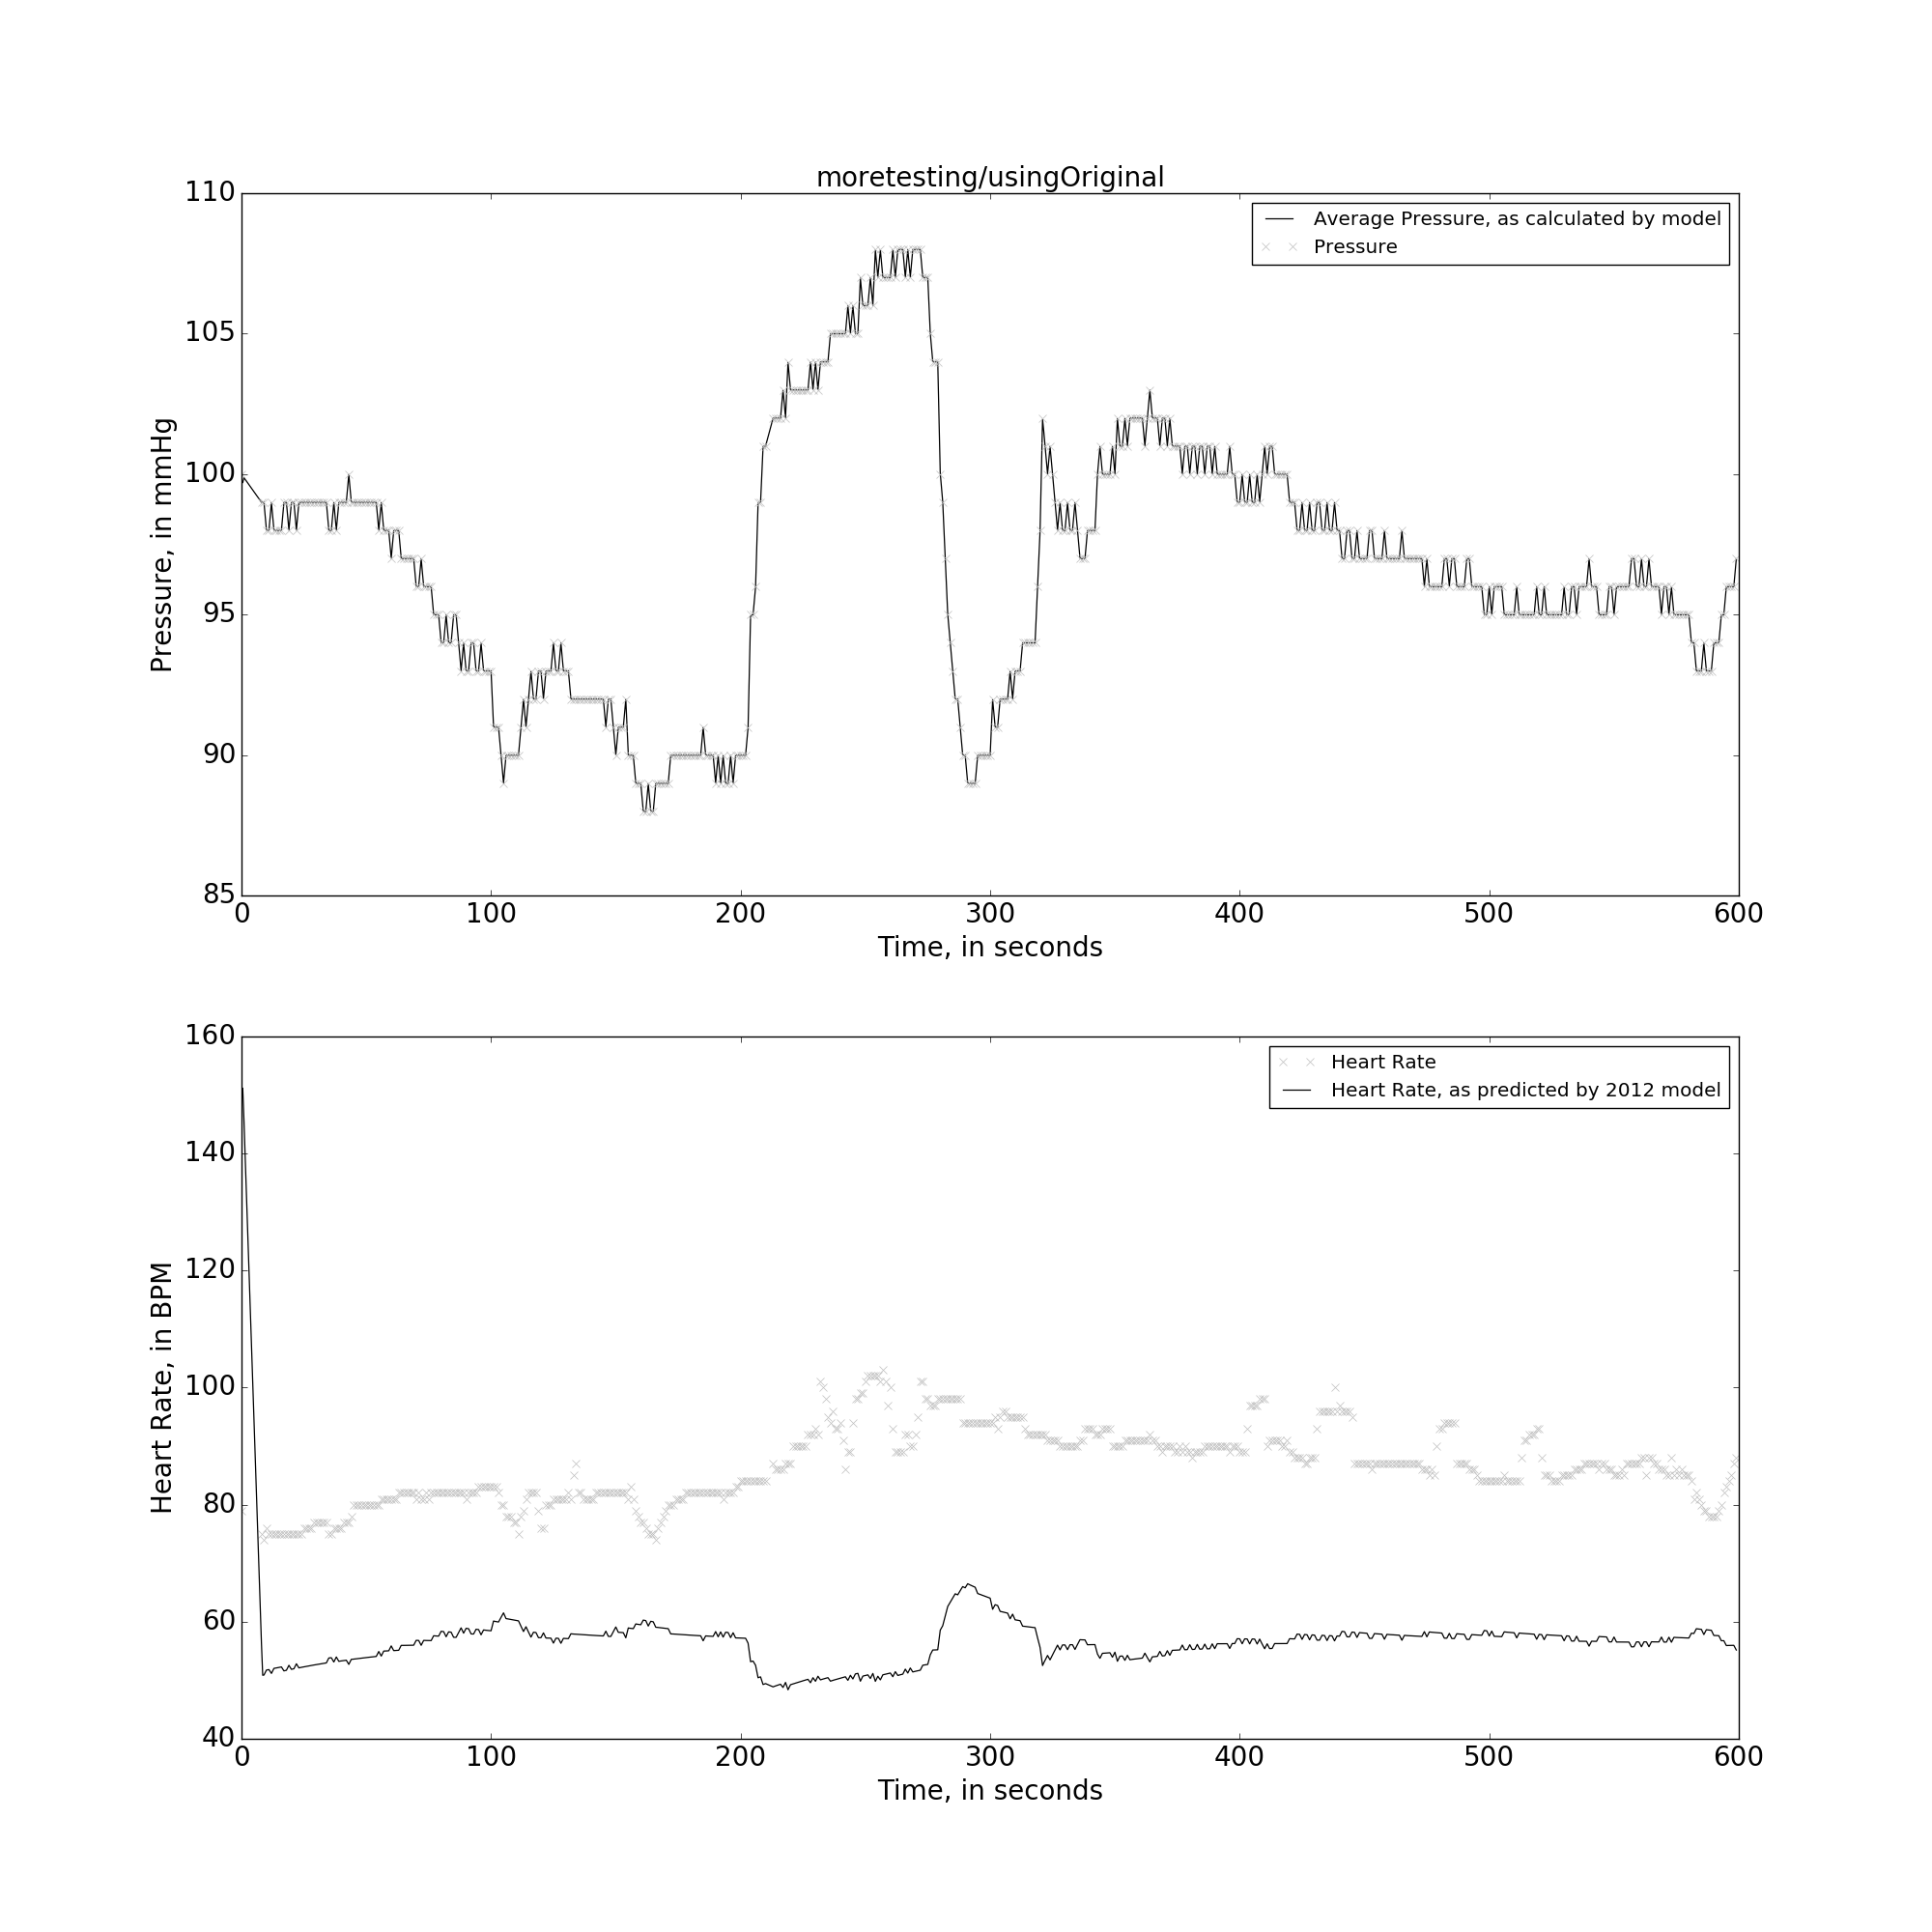 moretesting/usingOriginal
110
105
100
95
90
85
Pressure, in mmHg
Average Pressure, as calculated by model
Pressure
0 100 200 300 400 500 600
Time, in seconds
160
140
120
100
80
60
40
Heart Rate, in BPM
Heart Rate
Heart Rate, as predicted by 2012 model
0 100 200 300 400 500 600
Time, in seconds